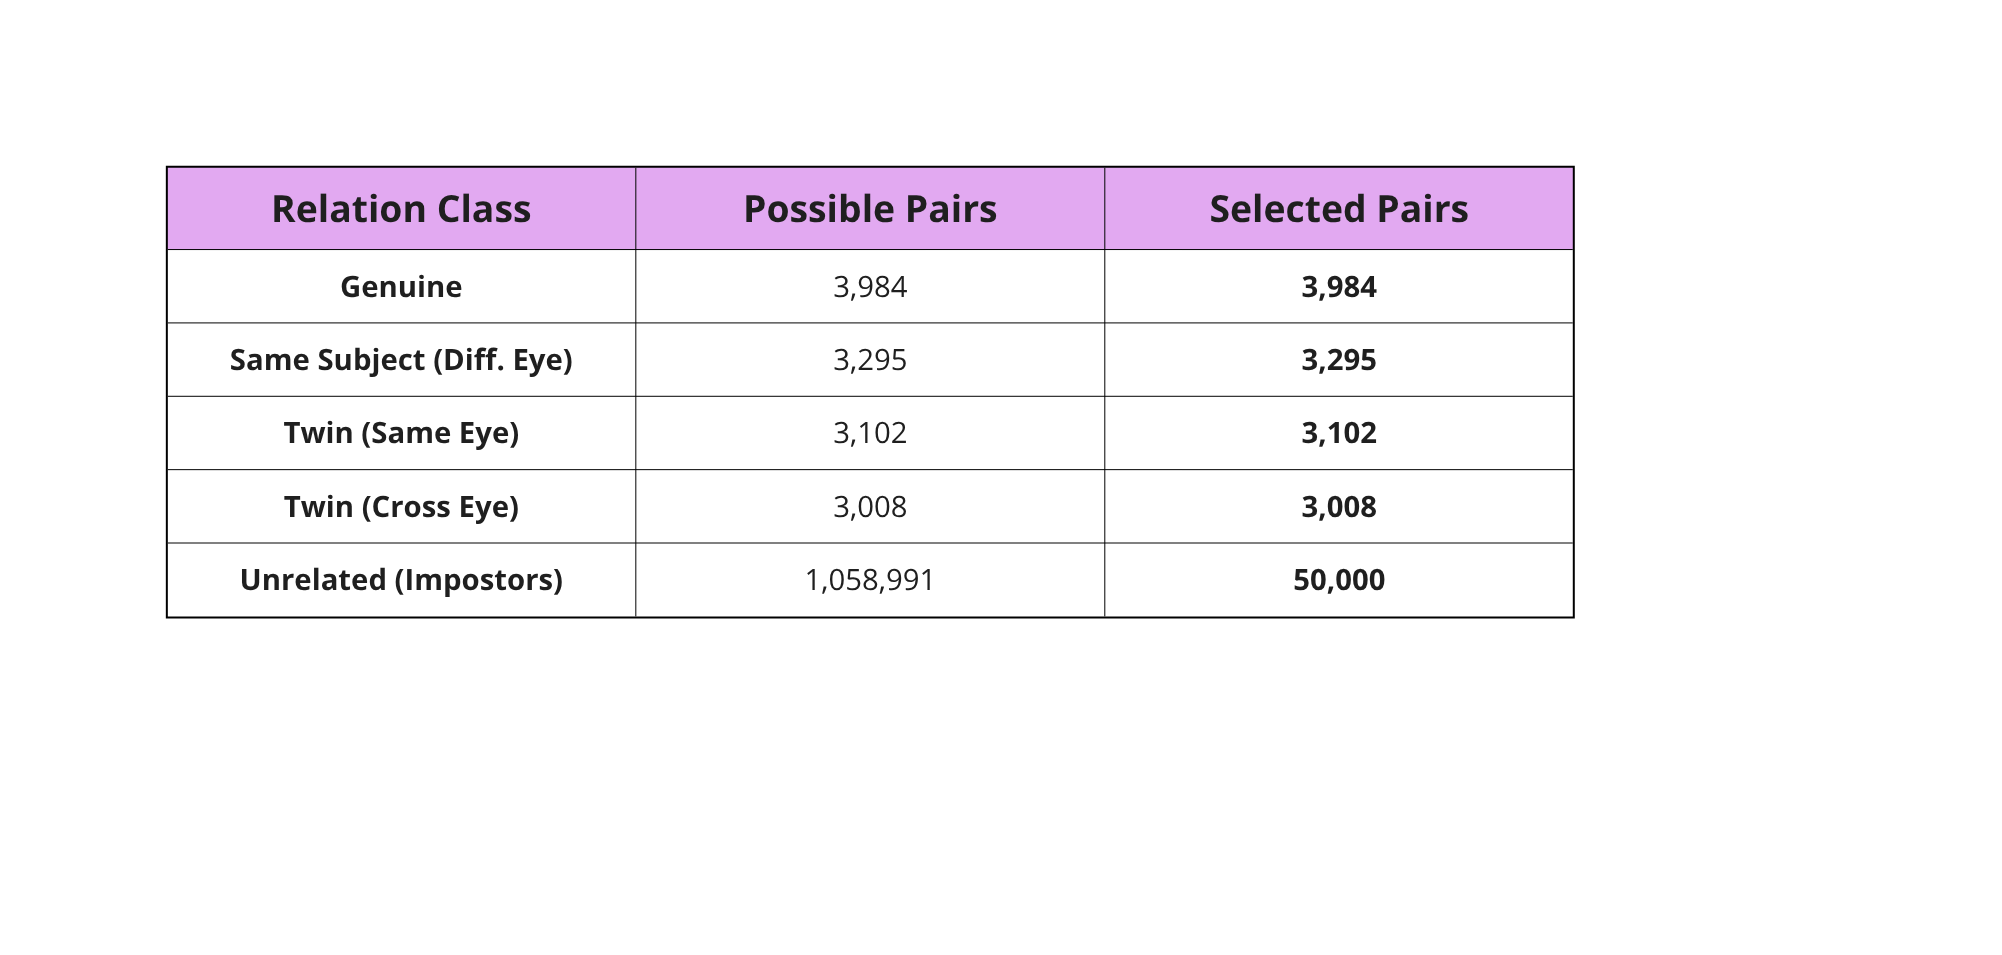 Relation Class Possible Pairs Selected Pairs
Genuine 3,984 3,984
Same Subject (Diff. Eye) 3,295 3,295
Twin (Same Eye) 3,102 3,102
Twin (Cross Eye) 3,008 3,008
Unrelated (Impostors) 1,058,991 50,000